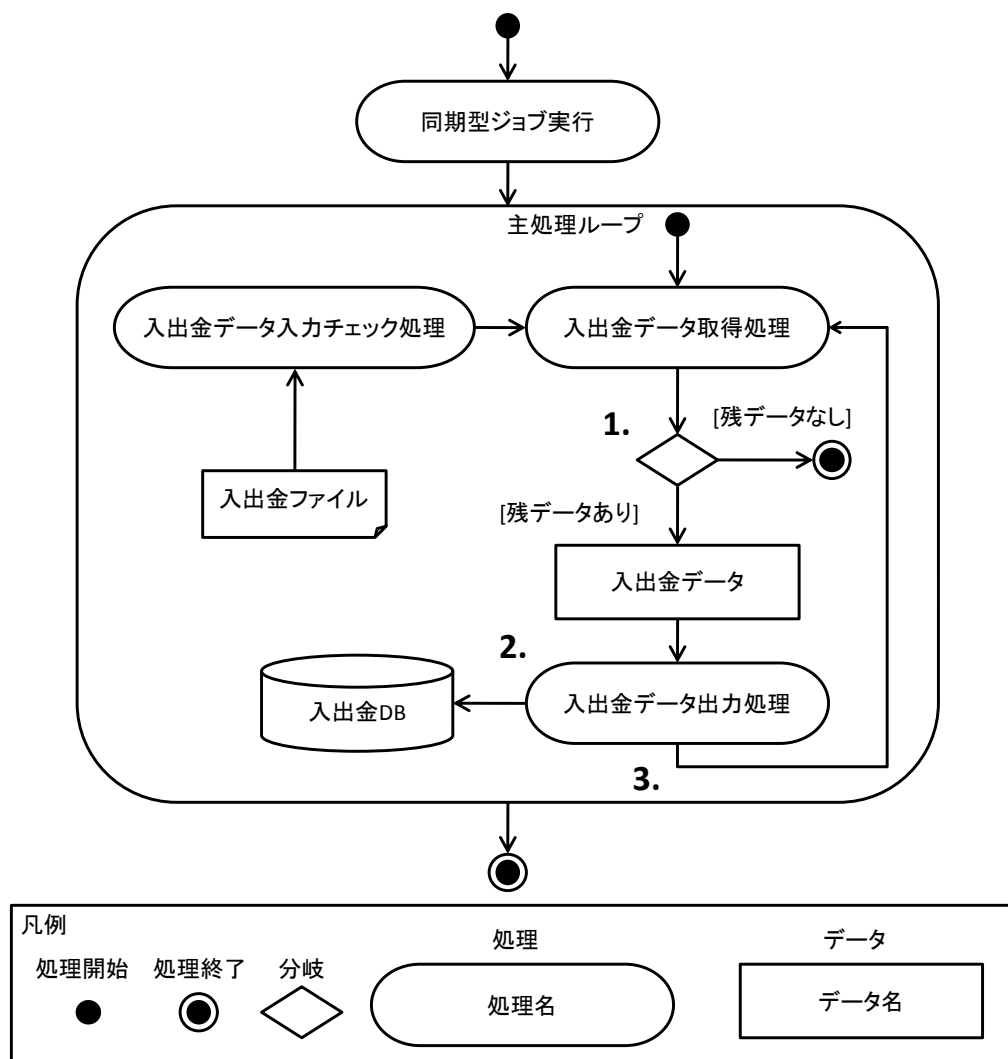 同期型ジョブ実行
主処理ループ
入出金データ入力チェック処理
入出金データ取得処理
1.
[残データなし]
入出金ファイル
[残データあり]
入出金データ
2.
入出金DB
入出金データ出力処理
3.
凡例
処理
データ
処理開始
処理終了
分岐
処理名
データ名